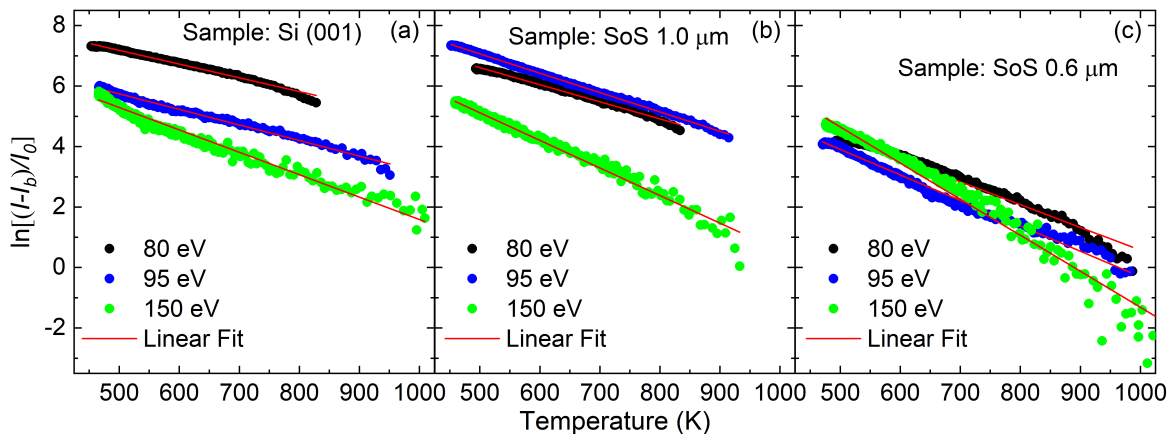 Sample: Si (001) (a)
80 eV
95 eV
150 eV
Linear Fit
Sample: SoS 1.0 μm (b)
80 eV
95 eV
150 eV
Linear Fit
(c)
Sample: SoS 0.6 μm
80 eV
95 eV
150 eV
Linear Fit
ln[(I-I_b)/I_0]
8
6
4
2
0
-2
500 600 700 800 900 1000
500 600 700 800 900 1000
500 600 700 800 900 1000
Temperature (K)